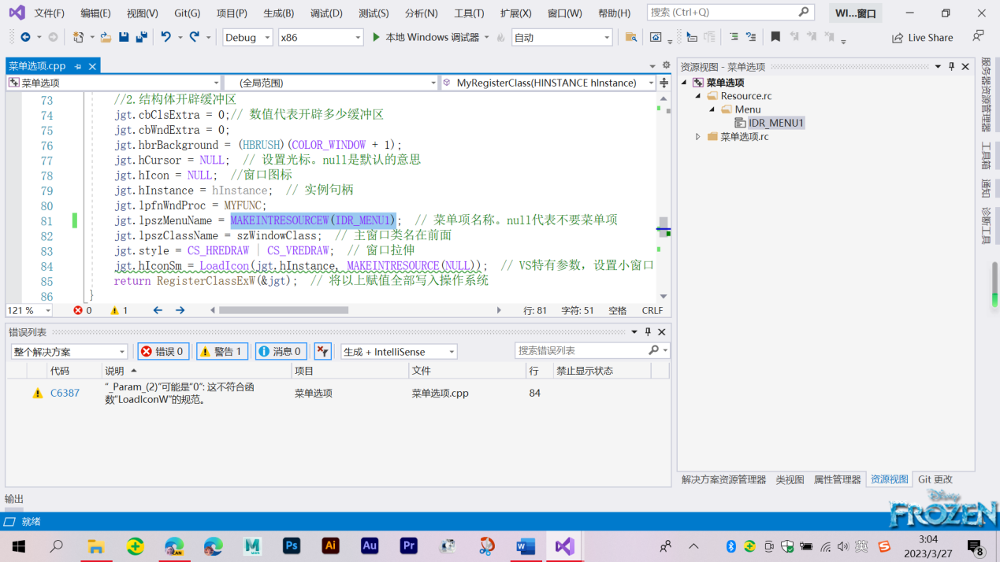 文件(F) 编辑(E) 视图(V) Git(G) 项目(P) 生成(B) 调试(D) 测试(S) 分析(N) 工具(T) 扩展(X) 窗口(W) 帮助(H) 搜索 (Ctrl+Q) WI...窗口
Debug x86 本地 Windows 调试器 自动 Live Share
菜单选项.cpp
菜单选项 (全局范围) MyRegisterClass(HINSTANCE hInstance)
73 //2.结构体开辟缓冲区
74 jgt.cbClsExtra = 0;// 数值代表开辟多少缓冲区
75 jgt.cbWndExtra = 0;
76 jgt.hbrBackground = (HBRUSH)(COLOR_WINDOW + 1);
77 jgt.hCursor = NULL; // 设置光标。null是默认的意思
78 jgt.hIcon = NULL; //窗口图标
79 jgt.hInstance = hInstance; // 实例句柄
80 jgt.lpfnWndProc = MYFUNC;
81 jgt.lpszMenuName = MAKEINTRESOURCEW(IDR_MENU1); // 菜单项名称。null代表不要菜单项
82 jgt.lpszClassName = szWindowClass; // 主窗口类名在前面
83 jgt.style = CS_HREDRAW | CS_VREDRAW; // 窗口拉伸
84 jgt.hIconSm = LoadIcon(jgt.hInstance, MAKEINTRESOURCE(NULL)); // VS特有参数，设置小窗口
85 return RegisterClassExW(&jgt); // 将以上赋值全部写入操作系统
86 }
121 % 0 1 行: 81 字符: 51 空格 CRLF
错误列表
整个解决方案 错误 0 警告 1 消息 0 生成 + IntelliSense 搜索错误列表
代码 说明 项目 文件 行 禁止显示状态
C6387 “_Param_(2)”可能是“0”: 这不符合函 菜单选项 菜单选项.cpp 84
数“LoadIconW”的规范。
输出
就绪
资源视图 - 菜单选项
菜单选项
Resource.rc
Menu
IDR_MENU1
菜单选项.rc
解决方案资源管理器 类视图 属性管理器 资源视图 Git 更改
服务器资源管理器
工具箱
通知
诊断工具
Disney
FROZEN
CAN M Ps Ai Au Pr W 英 S
3:04
2023/3/27
8